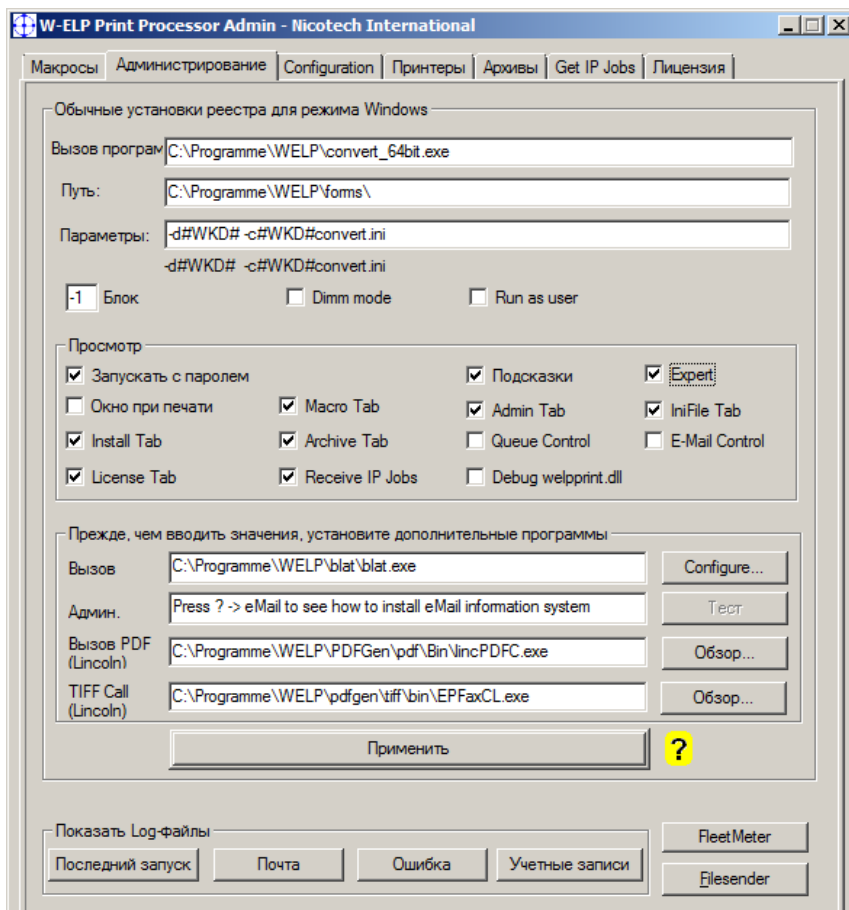 W-ELP Print Processor Admin - Nicotech International
Макросы Администрирование Configuration Принтеры Архивы Get IP Jobs Лицензия
Обычные установки реестра для режима Windows
Вызов програм C:\Programme\WELP\convert_64bit.exe
Путь: C:\Programme\WELP\forms\
Параметры: -d#WKD# -c#WKD#convert.ini
-d#WKD# -c#WKD#convert.ini
-1 Блок Dimm mode Run as user
Просмотр
Запускать с паролем Подсказки Expert
Окно при печати Macro Tab Admin Tab IniFile Tab
Install Tab Archive Tab Queue Control E-Mail Control
License Tab Receive IP Jobs Debug welpprint.dll
Прежде, чем вводить значения, установите дополнительные программы
Вызов C:\Programme\WELP\blat\blat.exe Configure...
Админ. Press ? -> eMail to see how to install eMail information system Тест
Вызов PDF
(Lincoln) C:\Programme\WELP\PDFGen\pdf\Bin\lincPDFC.exe Обзор...
TIFF Call
(Lincoln) C:\Programme\WELP\pdfgen\tiff\bin\EPFaxCL.exe Обзор...
Применить ?
Показать Log-файлы
Последний запуск Почта Ошибка Учетные записи
FleetMeter
Filesender